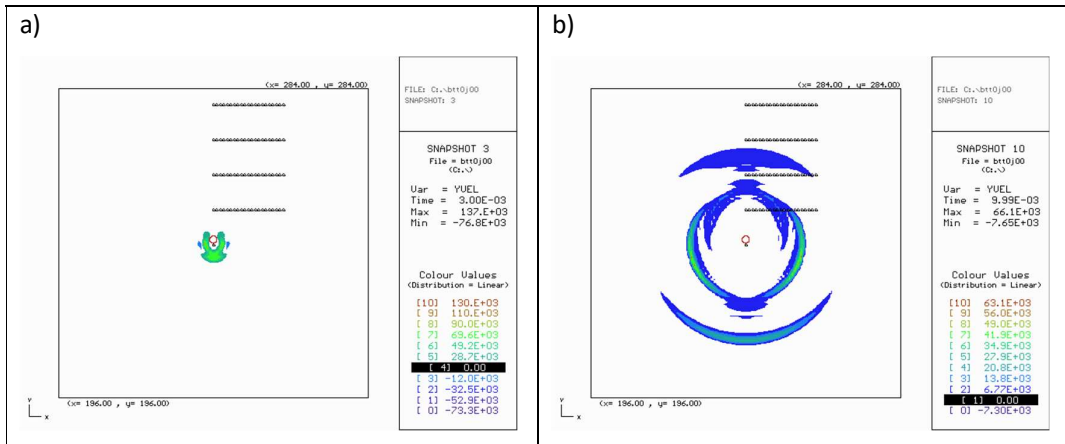 a)
(x= 284.00 , y= 284.00)
FILE: C:.\btt0j00
SNAPSHOT: 3
SNAPSHOT 3
File = btt0j00
(C:.\)
Var = YVEL
Time = 3.00E-03
Max = 137.E+03
Min = -76.8E+03
Colour Values
(Distribution = Linear)
[10] 130.E+03
[ 9] 110.E+03
[ 8] 90.0E+03
[ 7] 69.6E+03
[ 6] 49.2E+03
[ 5] 28.7E+03
[ 4] 0.00
[ 3] -12.0E+03
[ 2] -32.5E+03
[ 1] -52.9E+03
[ 0] -73.3E+03
Y
X
(x= 196.00 , y= 196.00)
b)
(x= 284.00 , y= 284.00)
FILE: C:.\btt0j00
SNAPSHOT: 10
SNAPSHOT 10
File = btt0j00
(C:.\)
Var = YVEL
Time = 9.99E-03
Max = 66.1E+03
Min = -7.65E+03
Colour Values
(Distribution = Linear)
[10] 63.1E+03
[ 9] 56.0E+03
[ 8] 49.0E+03
[ 7] 41.9E+03
[ 6] 34.9E+03
[ 5] 27.9E+03
[ 4] 20.8E+03
[ 3] 13.8E+03
[ 2] 6.77E+03
[ 1] 0.00
[ 0] -7.30E+03
Y
X
(x= 196.00 , y= 196.00)